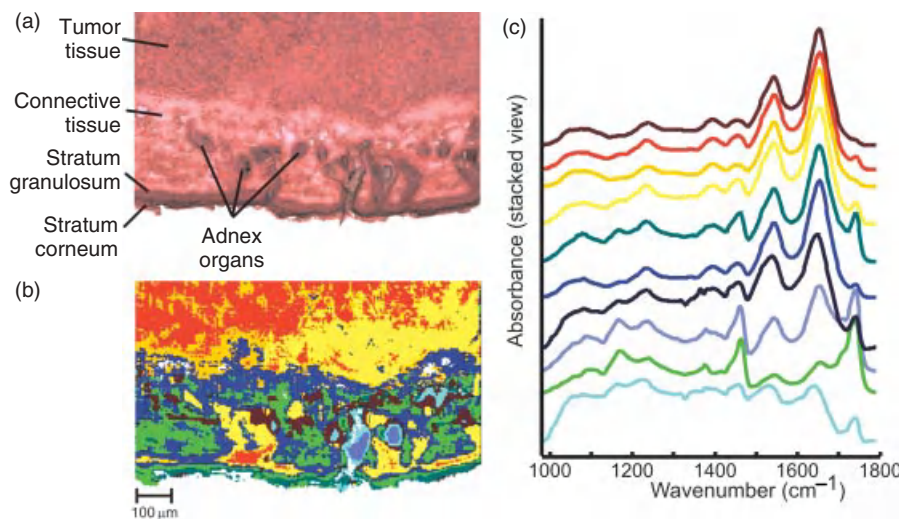 (a)
Tumor
tissue
Connective
tissue
Stratum
granulosum
Stratum
corneum
Adnex
organs
(b)
100 µm
(c)
Absorbance (stacked view)
1000 1200 1400 1600 1800
Wavenumber (cm–1)